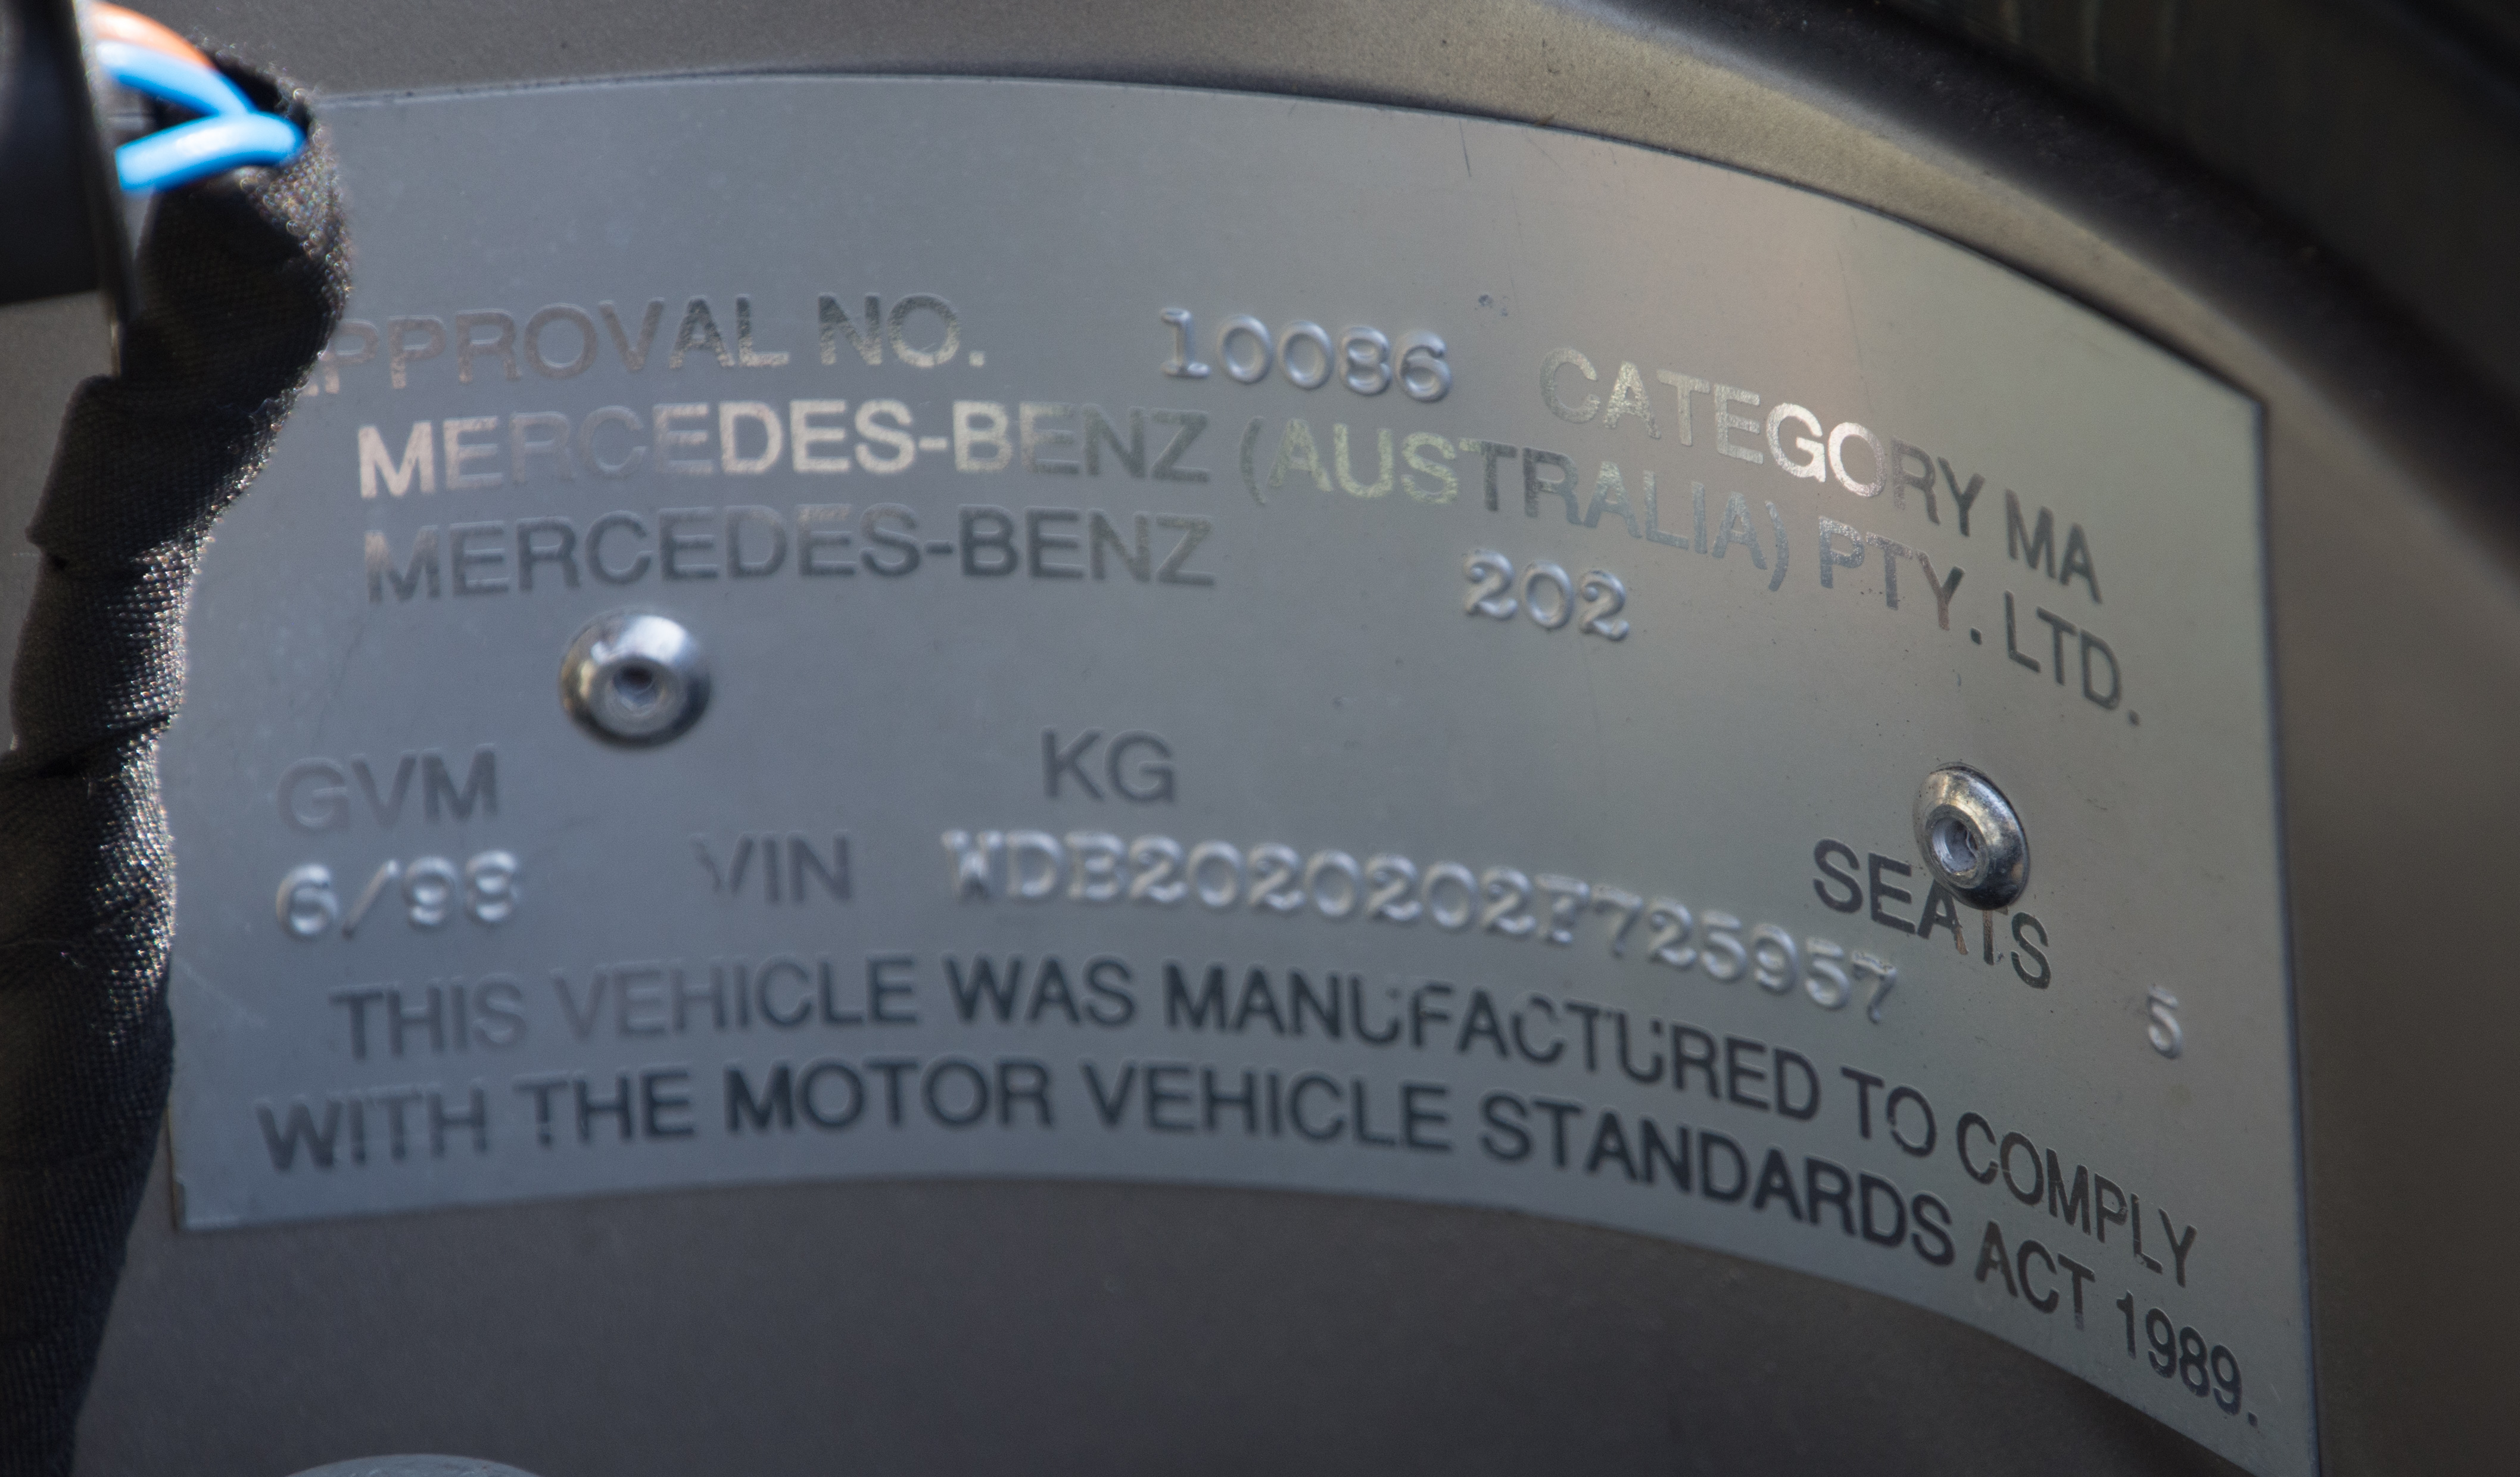 APPROVAL NO. 10086 CATEGORY MA
MERCEDES-BENZ (AUSTRALIA) PTY. LTD.
MERCEDES-BENZ 202
GVM KG SEATS 5
6/98 VIN WDB2020202F725957
THIS VEHICLE WAS MANUFACTURED TO COMPLY
WITH THE MOTOR VEHICLE STANDARDS ACT 1989.